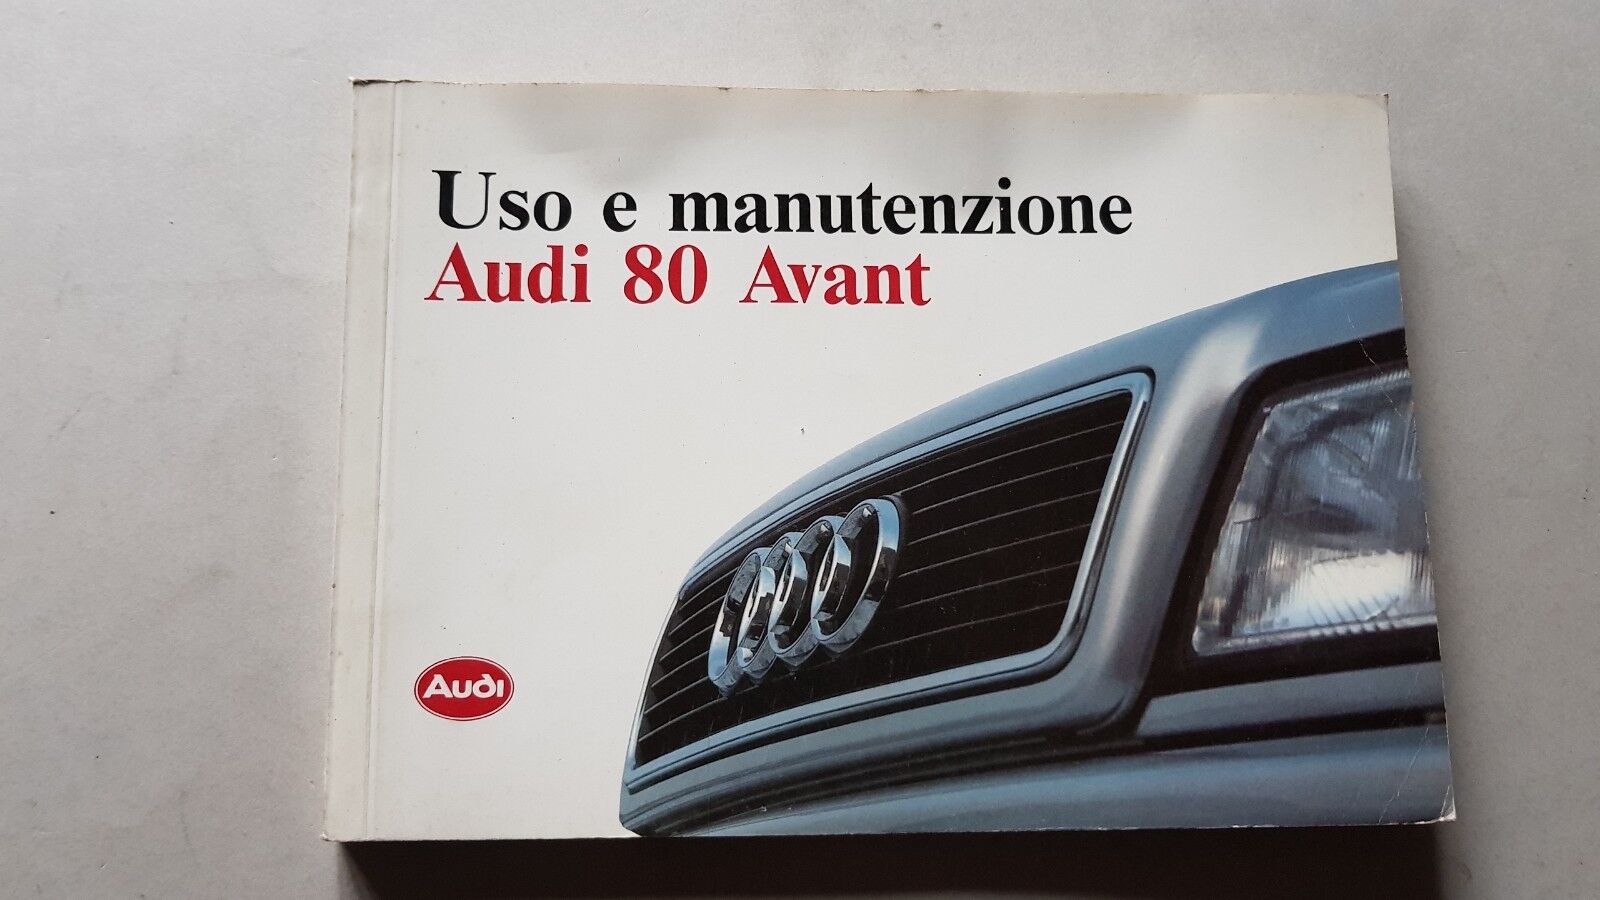 Uso e manutenzione
Audi 80 Avant
Audi